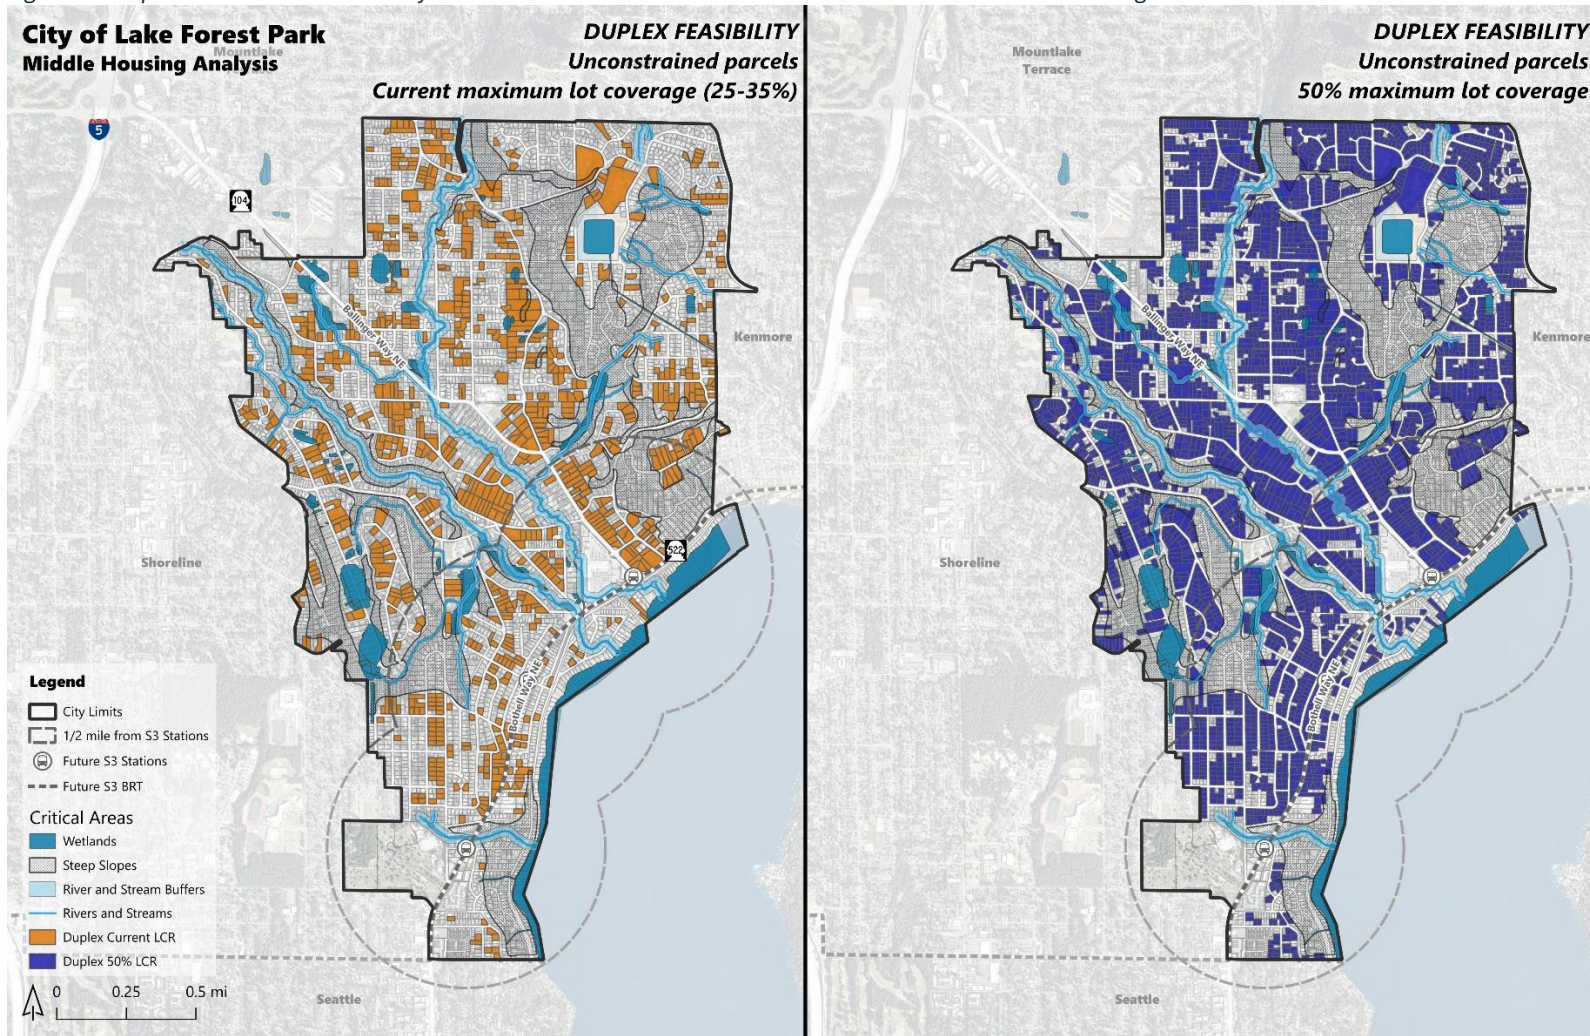 City of Lake Forest Park
Middle Housing Analysis
DUPLEX FEASIBILITY
Unconstrained parcels
Current maximum lot coverage (25-35%)
Mountlake
Terrace
5
104
Ballinger Way NE
Kenmore
Shoreline
522
Bothell Way NE
Seattle
Legend
City Limits
1/2 mile from S3 Stations
Future S3 Stations
Future S3 BRT
Critical Areas
Wetlands
Steep Slopes
River and Stream Buffers
Rivers and Streams
Duplex Current LCR
Duplex 50% LCR
0 0.25 0.5 mi
DUPLEX FEASIBILITY
Unconstrained parcels
50% maximum lot coverage
Mountlake
Terrace
Ballinger Way NE
Kenmore
Shoreline
Bothell Way NE
Seattle